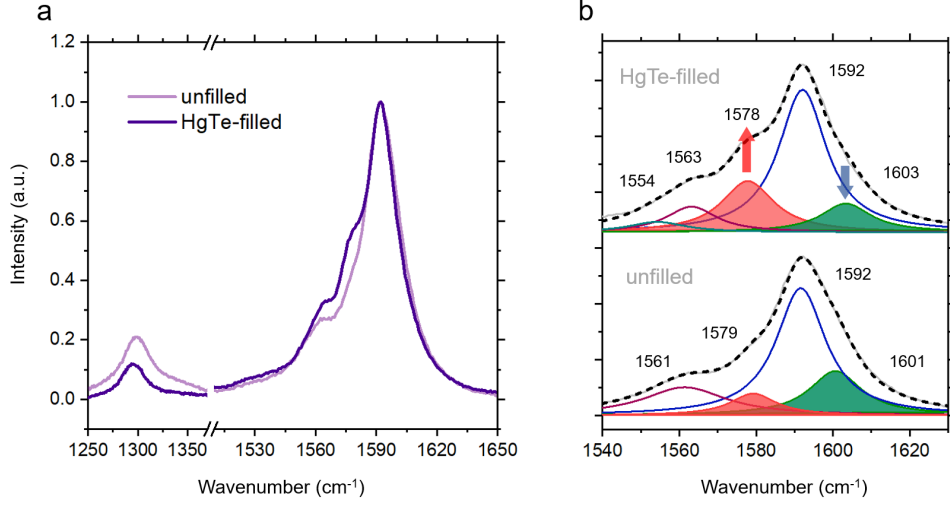 a
b
1.2
1.0
0.8
0.6
0.4
0.2
0.0
Intensity (a.u.)
unfilled
HgTe-filled
1250 1300 1350 1530 1560 1590 1620 1650
Wavenumber (cm-1)
HgTe-filled
1592
1578
1563
1554
1603
unfilled
1592
1579
1561
1601
1540 1560 1580 1600 1620
Wavenumber (cm-1)